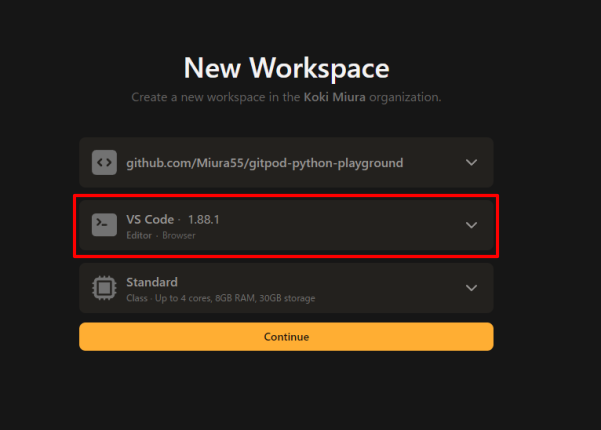 New Workspace
Create a new workspace in the Koki Miura organization.
github.com/Miura55/gitpod-python-playground
VS Code · 1.88.1
Editor · Browser
Standard
Class · Up to 4 cores, 8GB RAM, 30GB storage
Continue